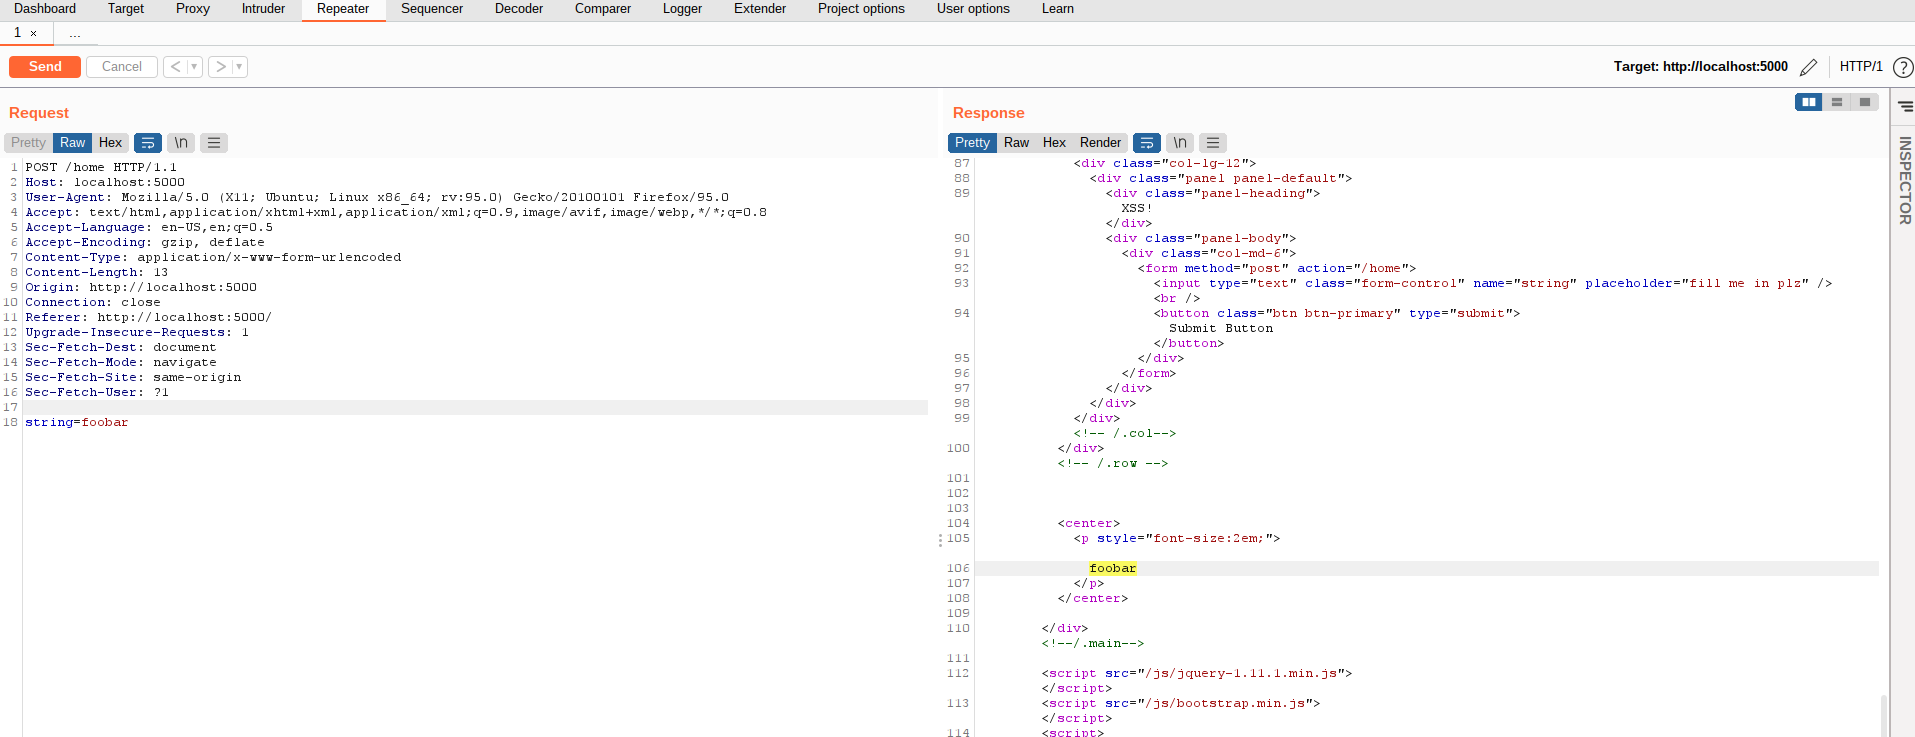 Dashboard Target Proxy Intruder Repeater Sequencer Decoder Comparer Logger Extender Project options User options Learn
1 × ...
Send Cancel < ▾ > ▾ Target: http://localhost:5000 HTTP/1 ?
Request
Pretty Raw Hex \n
1 POST /home HTTP/1.1
2 Host: localhost:5000
3 User-Agent: Mozilla/5.0 (X11; Ubuntu; Linux x86_64; rv:95.0) Gecko/20100101 Firefox/95.0
4 Accept: text/html,application/xhtml+xml,application/xml;q=0.9,image/avif,image/webp,*/*;q=0.8
5 Accept-Language: en-US,en;q=0.5
6 Accept-Encoding: gzip, deflate
7 Content-Type: application/x-www-form-urlencoded
8 Content-Length: 13
9 Origin: http://localhost:5000
10 Connection: close
11 Referer: http://localhost:5000/
12 Upgrade-Insecure-Requests: 1
13 Sec-Fetch-Dest: document
14 Sec-Fetch-Mode: navigate
15 Sec-Fetch-Site: same-origin
16 Sec-Fetch-User: ?1
17
18 string=foobar
Response
Pretty Raw Hex Render \n
87 <div class="col-lg-12">
88 <div class="panel panel-default">
89 <div class="panel-heading">
XSS!
</div>
90 <div class="panel-body">
91 <div class="col-md-6">
92 <form method="post" action="/home">
93 <input type="text" class="form-control" name="string" placeholder="fill me in plz" />
<br />
94 <button class="btn btn-primary" type="submit">
Submit Button
</button>
95 </div>
96 </form>
97 </div>
98 </div>
99 </div>
<!-- /.col-->
100 </div>
<!-- /.row -->
101
102
103
104 <center>
105 <p style="font-size:2em;">
106 foobar
107 </p>
108 </center>
109
110 </div>
<!--/.main-->
111
112 <script src="/js/jquery-1.11.1.min.js">
</script>
113 <script src="/js/bootstrap.min.js">
</script>
114 <script>
INSPECTOR